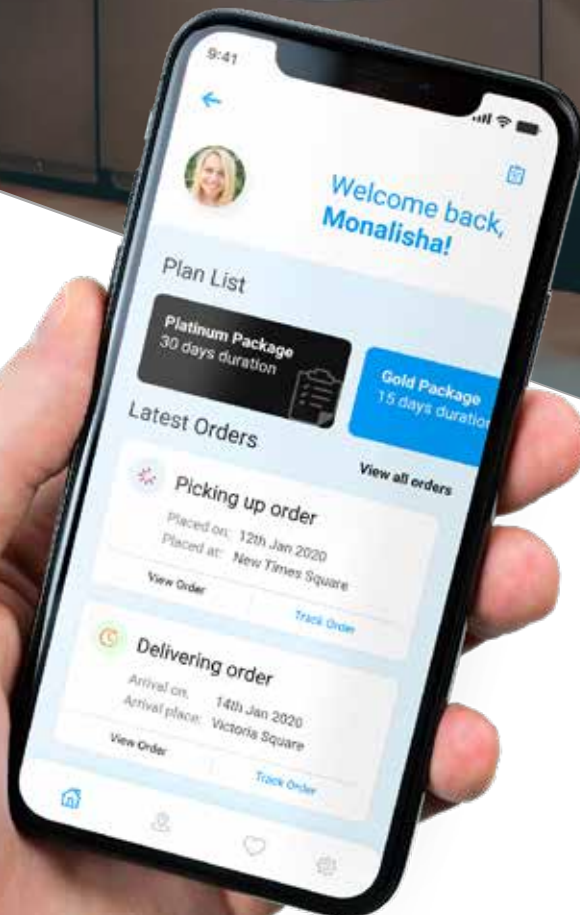 9:41
Welcome back,
Monalisha!
Plan List
Platinum Package
30 days duration
Gold Package
15 days duration
Latest Orders
View all orders
Picking up order
Placed on: 12th Jan 2020
Placed at: New Times Square
View Order
Track Order
Delivering order
Arrival on: 14th Jan 2020
Arrival place: Victoria Square
View Order
Track Order